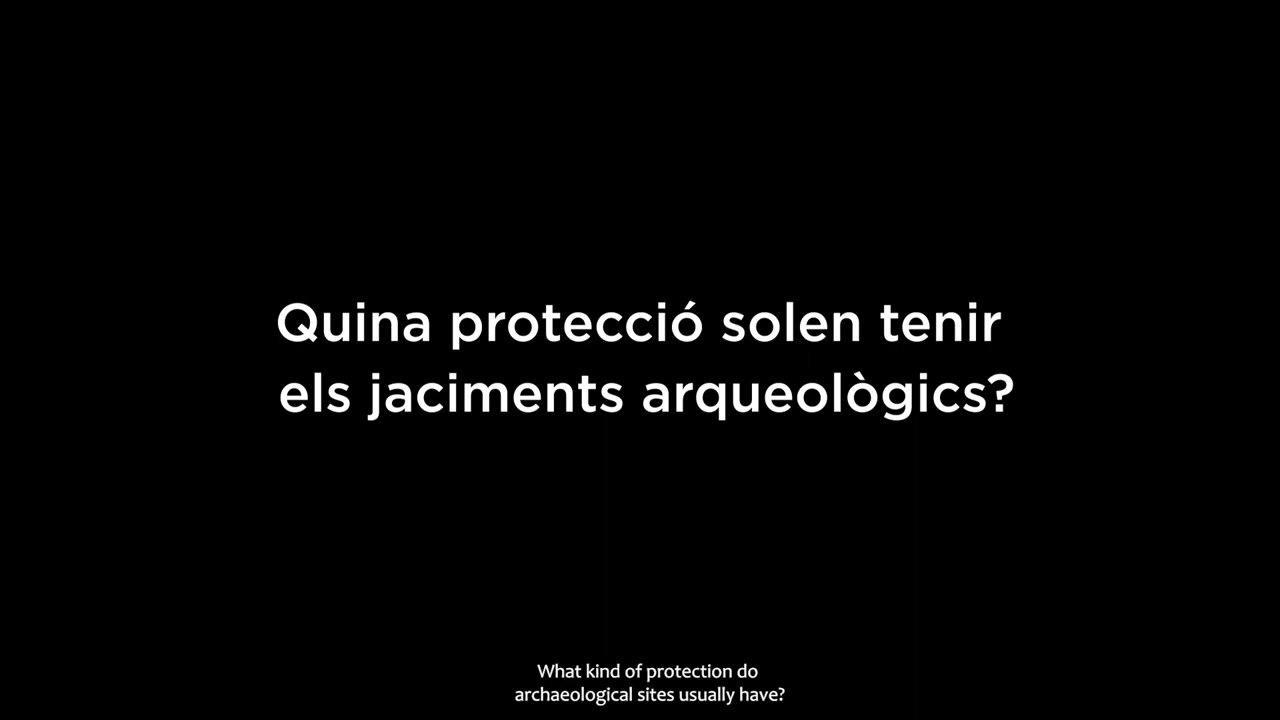 Quina protecció solen tenir
els jaciments arqueològics?
What kind of protection do
archaeological sites usually have?